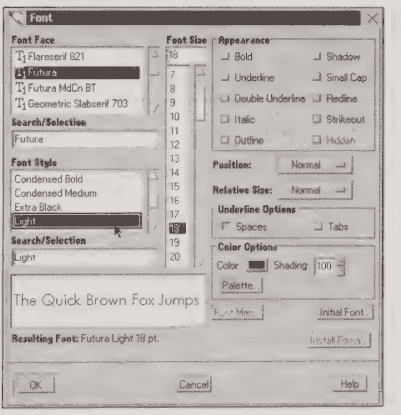 Font
Font Face
Flareserif 821
Futura
Futura MdCn BT
Geometric Slabserif 703
Search/Selection
Futura
Font Style
Condensed Bold
Condensed Medium
Extra Black
Light
Search/Selection
Light
Font Size
18
7
8
9
10
11
12
13
14
15
16
17
18
19
20
Appearance
Bold Shadow
Underline Small Cap
Double Underline Redline
Italic Strikeout
Outline Hidden
Position: Normal
Relative Size: Normal
Underline Options
Spaces Tabs
Color Options
Color Shading 100
Palette...
The Quick Brown Fox Jumps
Resulting Font: Futura Light 18 pt.
Font Map... Initial Font...
Install Fonts...
OK Cancel Help